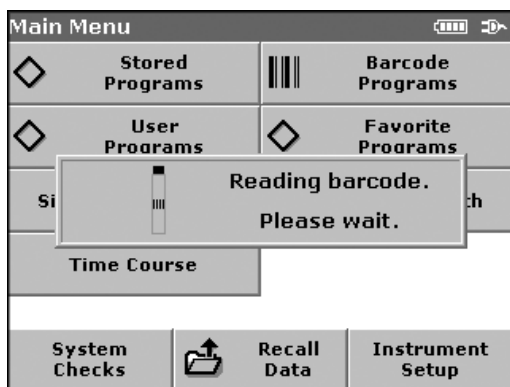 Main Menu
Stored Programs
Barcode Programs
User Programs
Favorite Programs
Reading barcode.
Please wait.
Time Course
System Checks
Recall Data
Instrument Setup